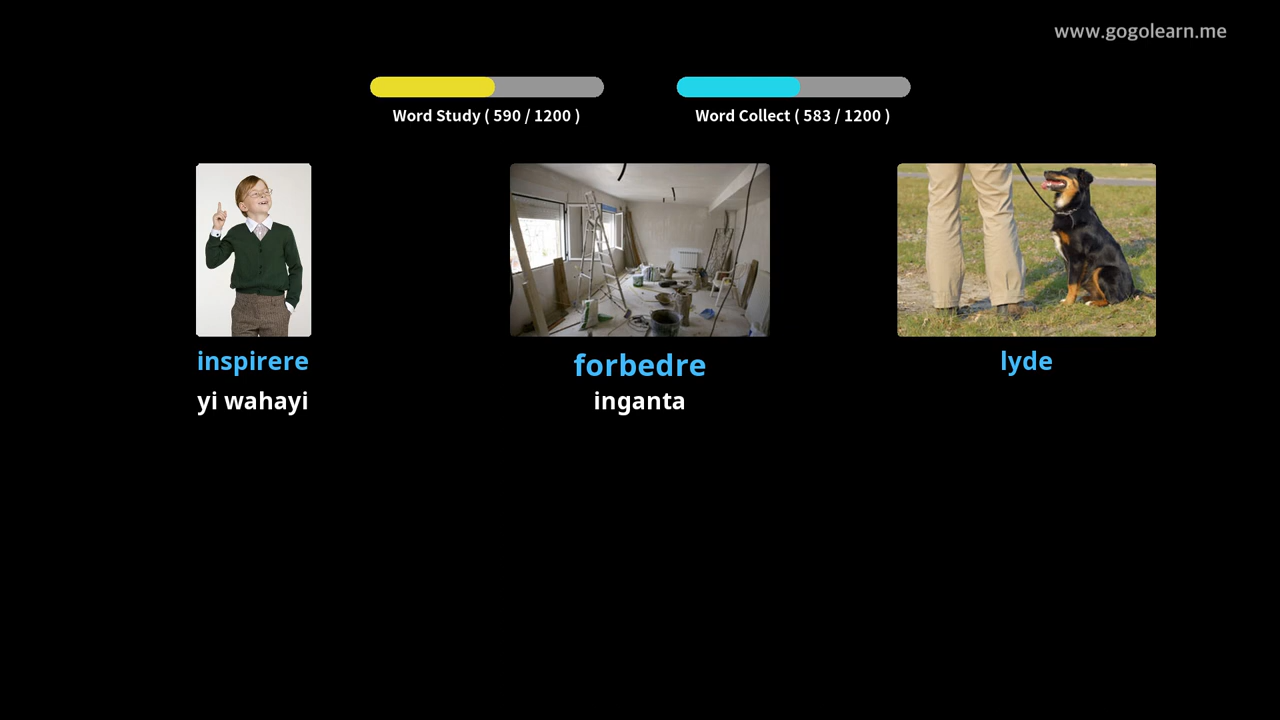 www.gogolearn.me
Word Study ( 590 / 1200 )
Word Collect ( 583 / 1200 )
inspirere
yi wahayi
forbedre
inganta
lyde